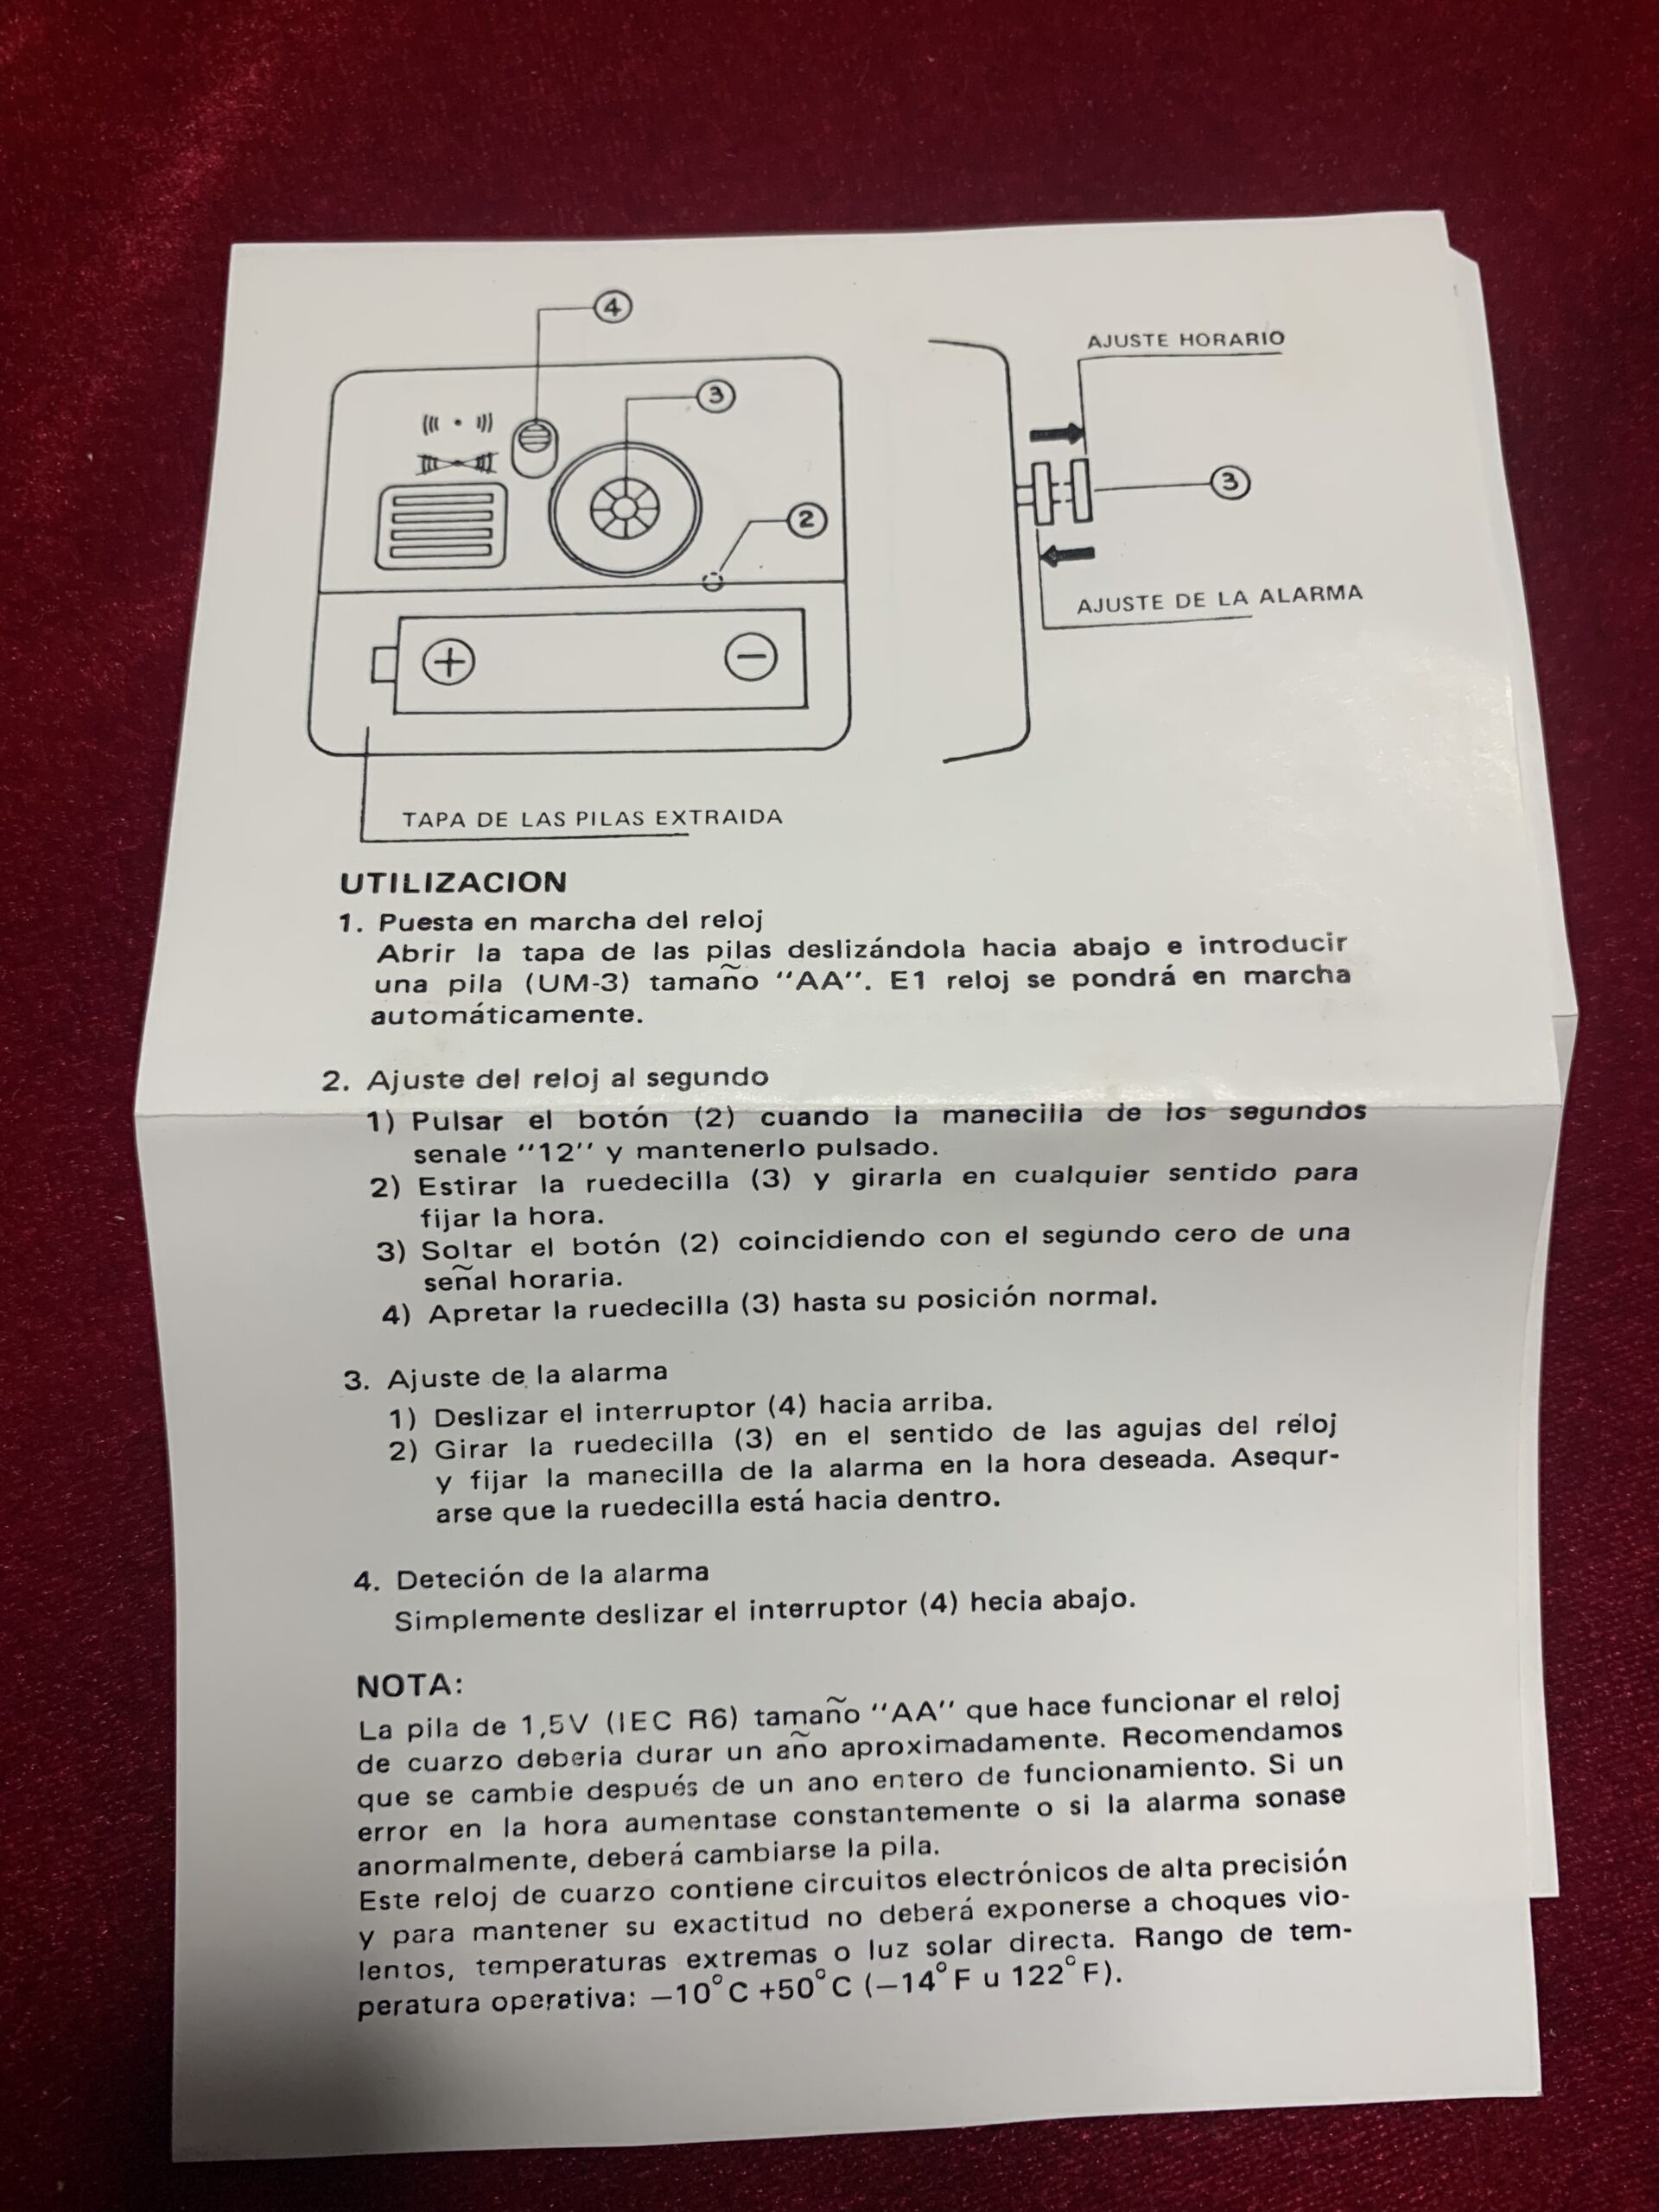 4
3
2
AJUSTE HORARIO
3
AJUSTE DE LA ALARMA
+
−
TAPA DE LAS PILAS EXTRAIDA
UTILIZACION
1. Puesta en marcha del reloj
Abrir la tapa de las pilas deslizándola hacia abajo e introducir
una pila (UM-3) tamaño ''AA''. E1 reloj se pondrá en marcha
automáticamente.
2. Ajuste del reloj al segundo
1) Pulsar el botón (2) cuando la manecilla de los segundos
senale ''12'' y mantenerlo pulsado.
2) Estirar la ruedecilla (3) y girarla en cualquier sentido para
fijar la hora.
3) Soltar el botón (2) coincidiendo con el segundo cero de una
señal horaria.
4) Apretar la ruedecilla (3) hasta su posición normal.
3. Ajuste de la alarma
1) Deslizar el interruptor (4) hacia arriba.
2) Girar la ruedecilla (3) en el sentido de las agujas del reloj
y fijar la manecilla de la alarma en la hora deseada. Asequr-
arse que la ruedecilla está hacia dentro.
4. Deteción de la alarma
Simplemente deslizar el interruptor (4) hecia abajo.
NOTA:
La pila de 1,5V (IEC R6) tamaño ''AA'' que hace funcionar el reloj
de cuarzo deberia durar un año aproximadamente. Recomendamos
que se cambie después de un ano entero de funcionamiento. Si un
error en la hora aumentase constantemente o si la alarma sonase
anormalmente, deberá cambiarse la pila.
Este reloj de cuarzo contiene circuitos electrónicos de alta precisión
y para mantener su exactitud no deberá exponerse a choques vio-
lentos, temperaturas extremas o luz solar directa. Rango de tem-
peratura operativa: −10°C +50°C (−14°F u 122°F).